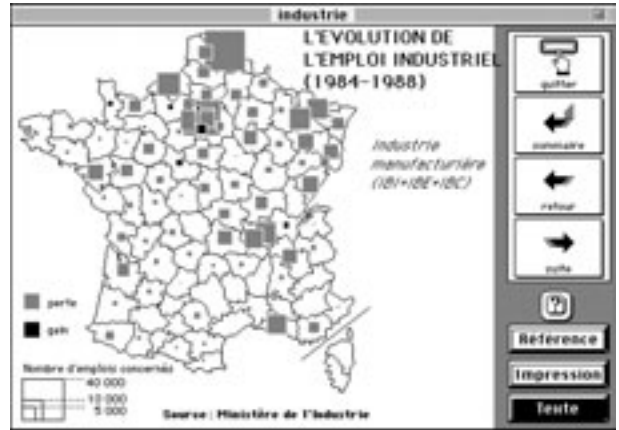 industrie
L'EVOLUTION DE
L'EMPLOI INDUSTRIEL
(1984-1988)
Industrie
manufacturière
(IBI+IBE+IBC)
perte
gain
Nombre d'emplois concernés
40 000
10 000
5 000
Source : Ministère de l'Industrie
quitter
sommaire
retour
suite
?
Référence
Impression
Texte